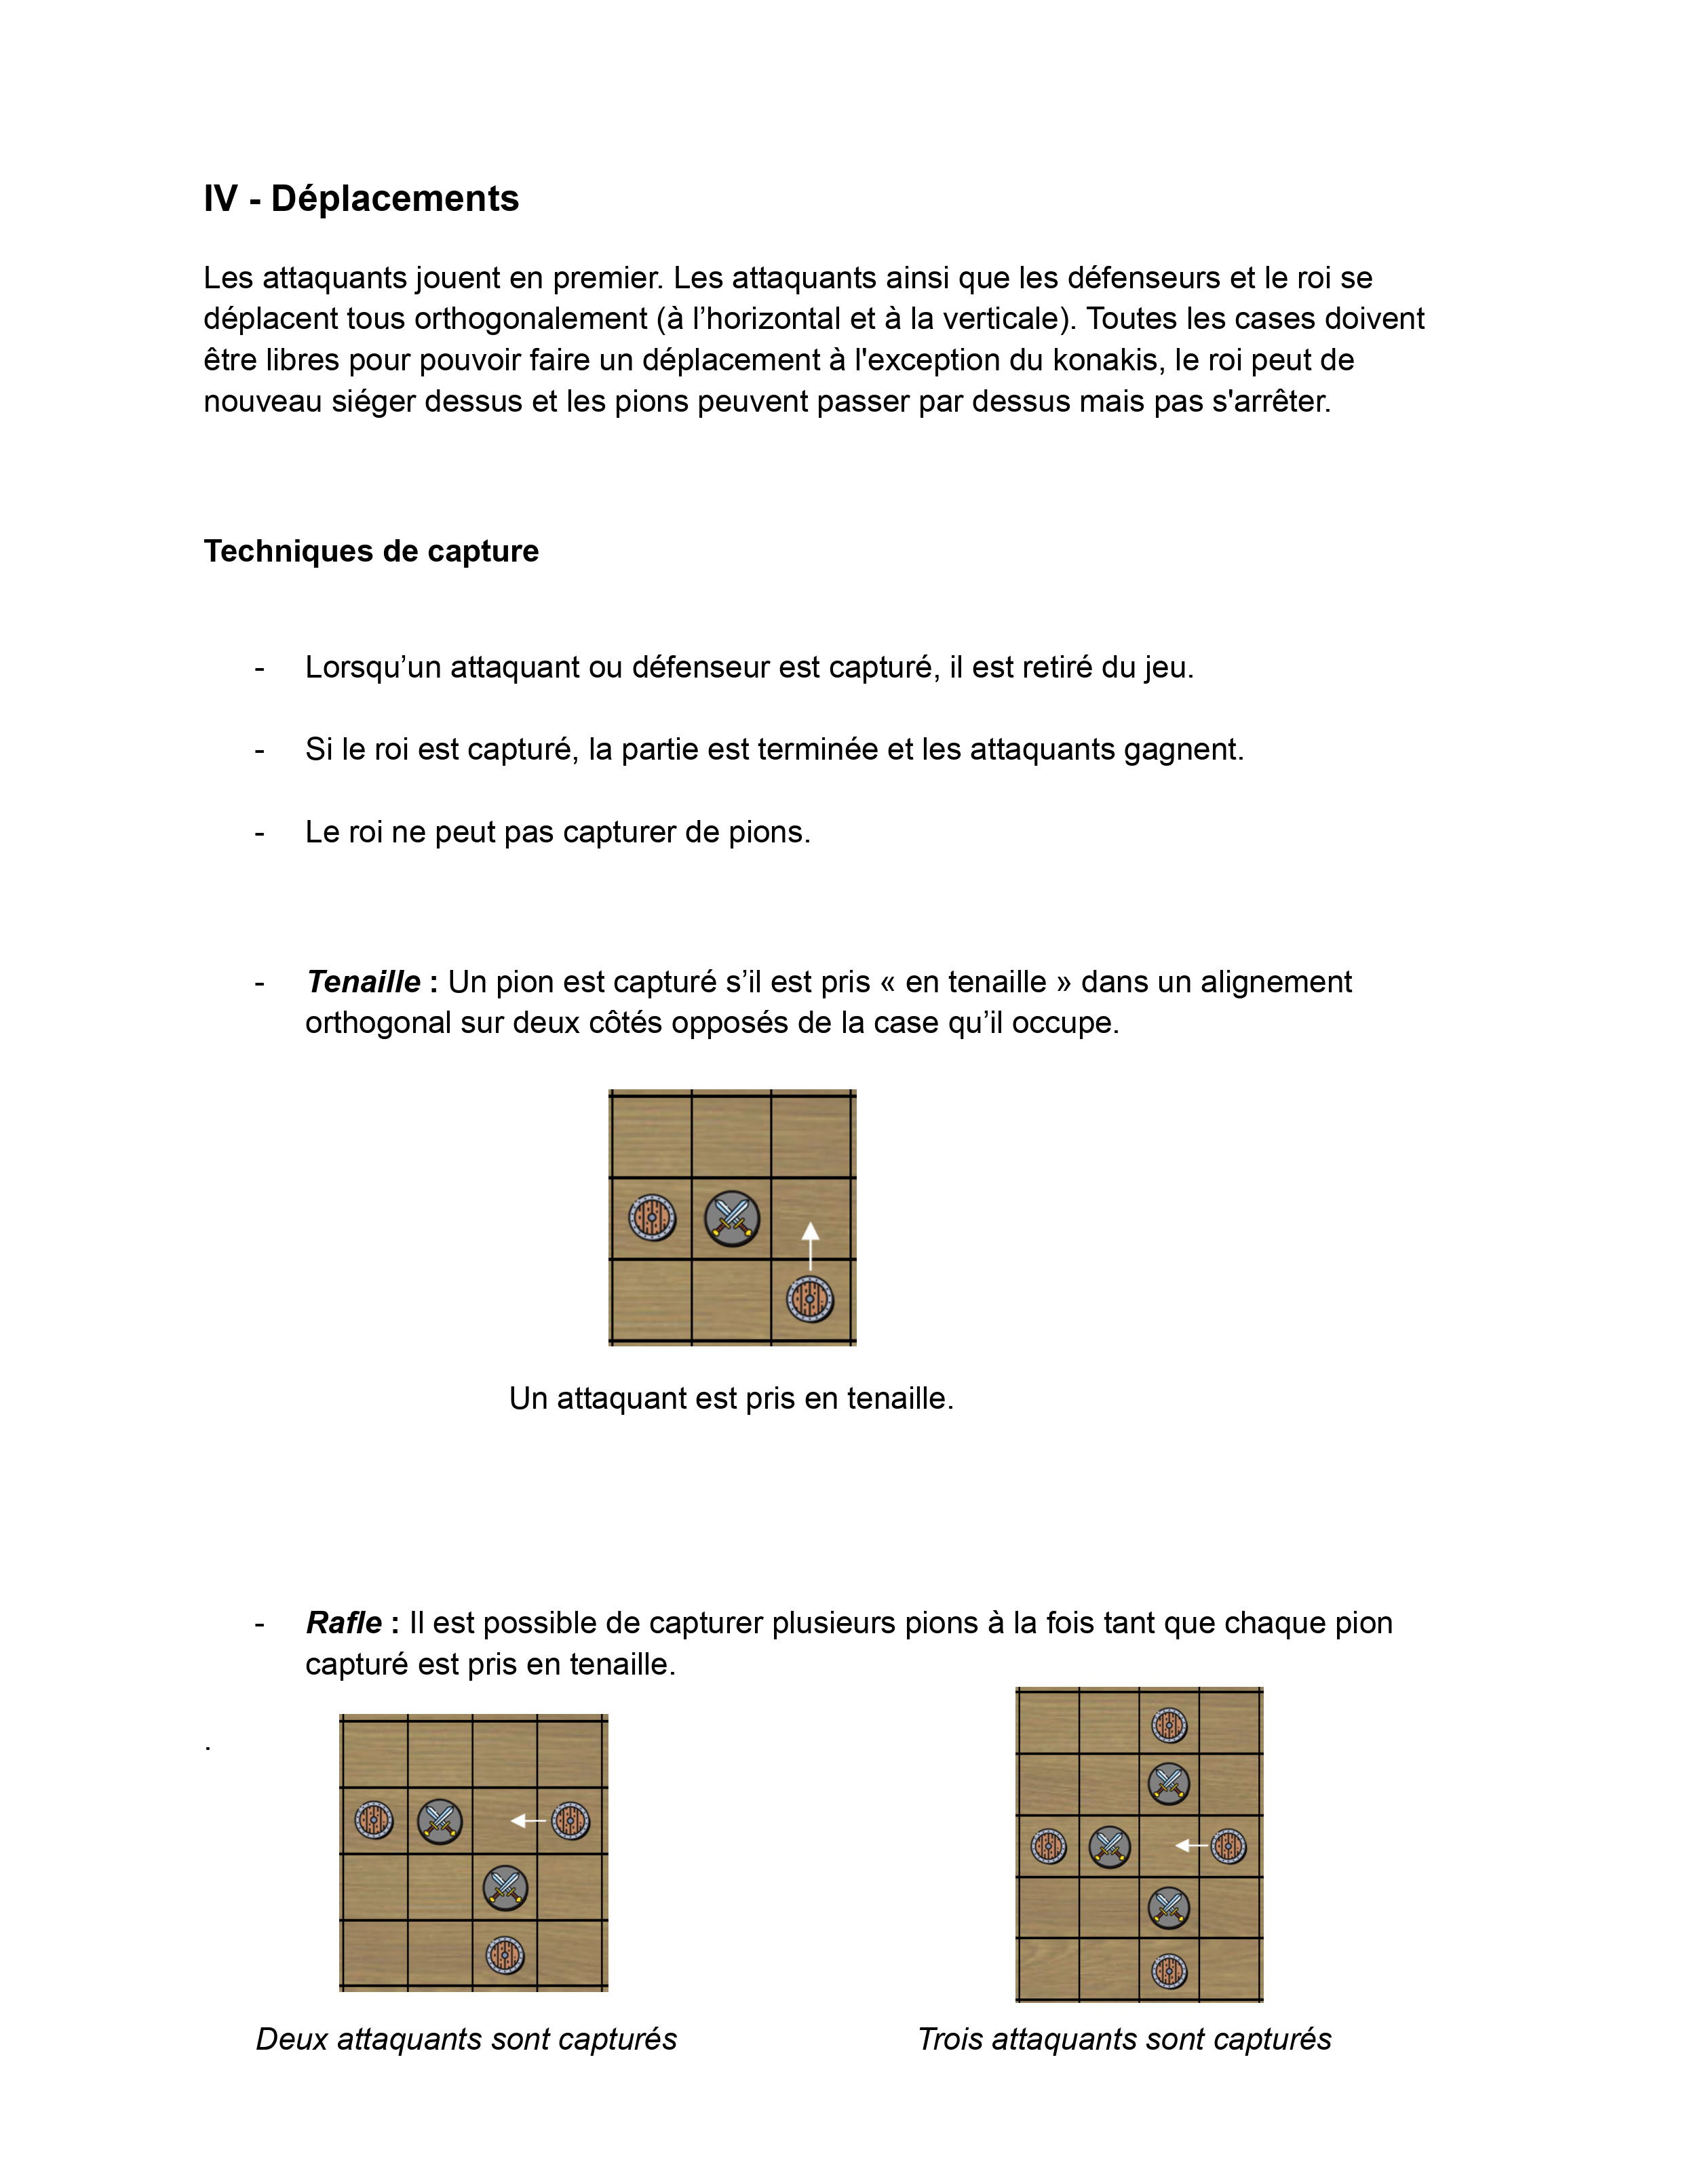 IV - Déplacements
Les attaquants jouent en premier. Les attaquants ainsi que les défenseurs et le roi se
déplacent tous orthogonalement (à l’horizontal et à la verticale). Toutes les cases doivent
être libres pour pouvoir faire un déplacement à l'exception du konakis, le roi peut de
nouveau siéger dessus et les pions peuvent passer par dessus mais pas s'arrêter.
Techniques de capture
- Lorsqu’un attaquant ou défenseur est capturé, il est retiré du jeu.
- Si le roi est capturé, la partie est terminée et les attaquants gagnent.
- Le roi ne peut pas capturer de pions.
- Tenaille : Un pion est capturé s’il est pris « en tenaille » dans un alignement
orthogonal sur deux côtés opposés de la case qu’il occupe.
Un attaquant est pris en tenaille.
- Rafle : Il est possible de capturer plusieurs pions à la fois tant que chaque pion
capturé est pris en tenaille.
.
Deux attaquants sont capturés
Trois attaquants sont capturés